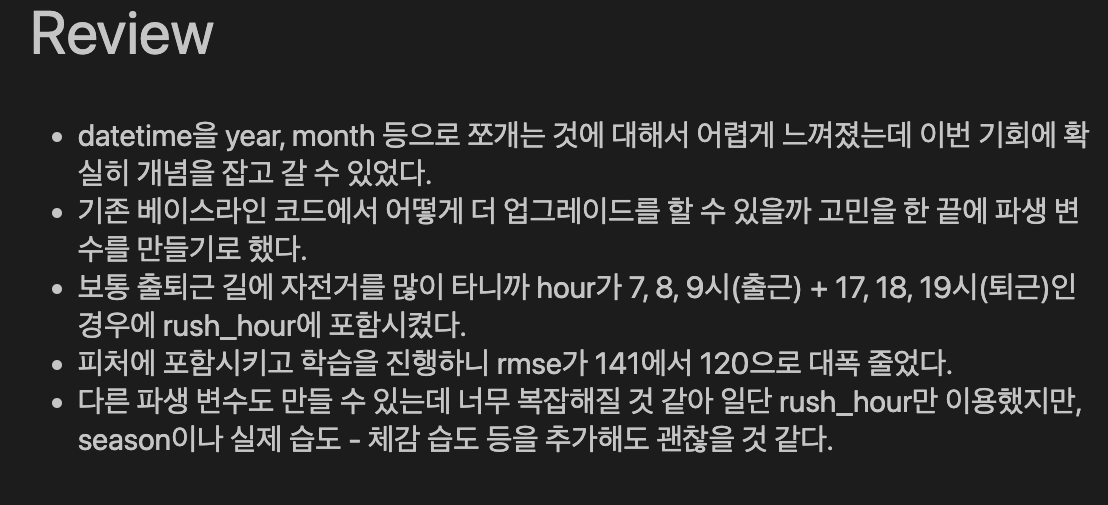 Review
• datetime을 year, month 등으로 쪼개는 것에 대해서 어렵게 느껴졌는데 이번 기회에 확
실히 개념을 잡고 갈 수 있었다.
• 기존 베이스라인 코드에서 어떻게 더 업그레이드를 할 수 있을까 고민을 한 끝에 파생 변
수를 만들기로 했다.
• 보통 출퇴근 길에 자전거를 많이 타니까 hour가 7, 8, 9시(출근) + 17, 18, 19시(퇴근)인
경우에 rush_hour에 포함시켰다.
• 피처에 포함시키고 학습을 진행하니 rmse가 141에서 120으로 대폭 줄었다.
• 다른 파생 변수도 만들 수 있는데 너무 복잡해질 것 같아 일단 rush_hour만 이용했지만,
season이나 실제 습도 - 체감 습도 등을 추가해도 괜찮을 것 같다.